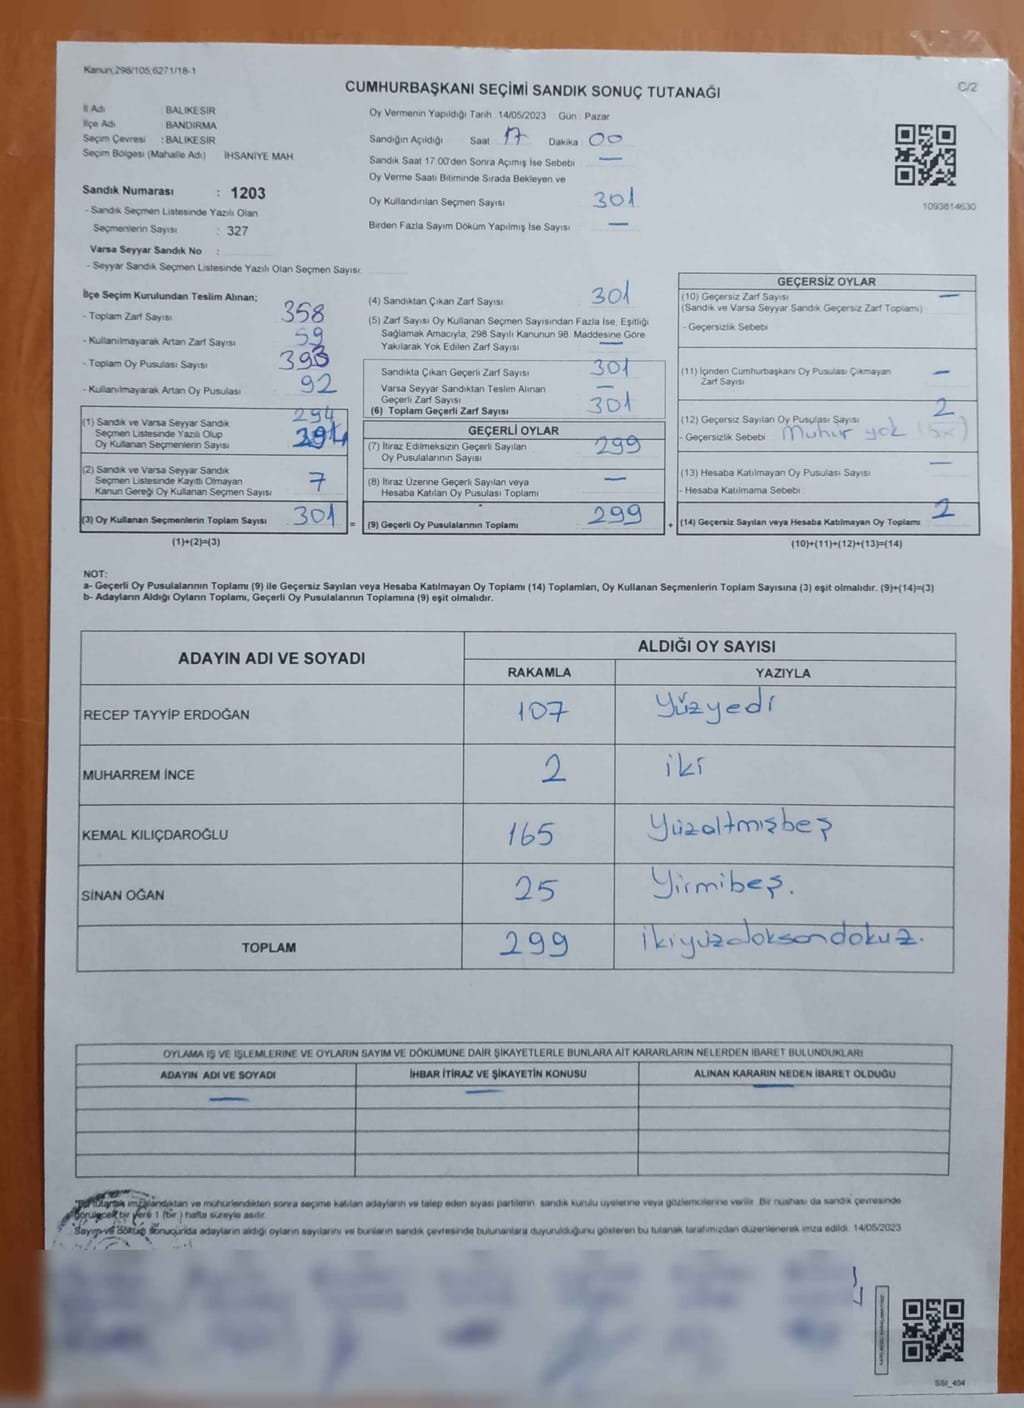 Kanun;298/105,6271/18-1
C/2
CUMHURBAŞKANI SEÇİMİ SANDIK SONUÇ TUTANAĞI
İl Adı : BALIKESİR
İlçe Adı : BANDIRMA
Seçim Çevresi : BALIKESİR
Seçim Bölgesi (Mahalle Adı) İHSANİYE MAH.
Sandık Numarası : 1203
- Sandık Seçmen Listesinde Yazılı Olan
Seçmenlerin Sayısı : 327
Varsa Seyyar Sandık No :
- Seyyar Sandık Seçmen Listesinde Yazılı Olan Seçmen Sayısı:
Oy Vermenin Yapıldığı Tarih : 14/05/2023 Gün : Pazar
Sandığın Açıldığı Saat 17 Dakika 00
Sandık Saat 17:00'den Sonra Açımış İse Sebebi —
Oy Verme Saati Bitiminde Sırada Bekleyen ve
Oy Kullandırılan Seçmen Sayısı 301
Birden Fazla Sayım Döküm Yapılmış İse Sayısı —
1093814630
İlçe Seçim Kurulundan Teslim Alınan;
- Toplam Zarf Sayısı 358
- Kullanılmayarak Artan Zarf Sayısı 59
- Toplam Oy Pusulası Sayısı 393
- Kullanılmayarak Artan Oy Pusulası 92
294
(1) Sandık ve Varsa Seyyar Sandık
Seçmen Listesinde Yazılı Olup
Oy Kullanan Seçmenlerin Sayısı
(2) Sandık ve Varsa Seyyar Sandık
Seçmen Listesinde Kayıtlı Olmayan
Kanun Gereği Oy Kullanan Seçmen Sayısı 7
(3) Oy Kullanan Seçmenlerin Toplam Sayısı 301 =
(1)+(2)=(3)
(4) Sandıktan Çıkan Zarf Sayısı 301
(5) Zarf Sayısı Oy Kullanan Seçmen Sayısından Fazla İse, Eşitliği
Sağlamak Amacıyla; 298 Sayılı Kanunun 98. Maddesine Göre
Yakılarak Yok Edilen Zarf Sayısı —
Sandıkta Çıkan Geçerli Zarf Sayısı 301
Varsa Seyyar Sandıktan Teslim Alınan
Geçerli Zarf Sayısı —
(6) Toplam Geçerli Zarf Sayısı 301
GEÇERLİ OYLAR
(7) İtiraz Edilmeksizin Geçerli Sayılan
Oy Pusulalarının Sayısı 299
(8) İtiraz Üzerine Geçerli Sayılan veya
Hesaba Katılan Oy Pusulası Toplamı —
(9) Geçerli Oy Pusulalarının Toplamı 299 +
GEÇERSİZ OYLAR
(10) Geçersiz Zarf Sayısı —
(Sandık ve Varsa Seyyar Sandık Geçersiz Zarf Toplamı)
- Geçersizlik Sebebi
(11) İçinden Cumhurbaşkanı Oy Pusulası Çıkmayan
Zarf Sayısı —
(12) Geçersiz Sayılan Oy Pusulası Sayısı 2
- Geçersizlik Sebebi Mühür yok
(13) Hesaba Katılmayan Oy Pusulası Sayısı —
- Hesaba Katılmama Sebebi :
(14) Geçersiz Sayılan veya Hesaba Katılmayan Oy Toplamı 2
(10)+(11)+(12)+(13)=(14)
NOT:
a- Geçerli Oy Pusulalarının Toplamı (9) ile Geçersiz Sayılan veya Hesaba Katılmayan Oy Toplamı (14) Toplamları, Oy Kullanan Seçmenlerin Toplam Sayısına (3) eşit olmalıdır. (9)+(14)=(3)
b- Adayların Aldığı Oyların Toplamı, Geçerli Oy Pusulalarının Toplamına (9) eşit olmalıdır.
ADAYIN ADI VE SOYADI
ALDIĞI OY SAYISI
RAKAMLA YAZIYLA
RECEP TAYYİP ERDOĞAN 107 Yüzyedi
MUHARREM İNCE 2 iki
KEMAL KILIÇDAROĞLU 165 Yüzaltmışbeş
SİNAN OĞAN 25 Yirmibeş.
TOPLAM 299 ikiyüzdoksandokuz.
OYLAMA İŞ VE İŞLEMLERİNE VE OYLARIN SAYIM VE DÖKÜMÜNE DAİR ŞİKAYETLERLE BUNLARA AİT KARARLARIN NELERDEN İBARET BULUNDUKLARI
ADAYIN ADI VE SOYADI İHBAR İTİRAZ VE ŞİKAYETİN KONUSU ALINAN KARARIN NEDEN İBARET OLDUĞU
— — —
imzalandıktan ve mühürlendikten sonra seçime katılan adayların ve talep eden siyasi partilerin sandık kurulu üyelerine veya gözlemcilerine verilir. Bir nüshası da sandık çevresinde
görülecek bir yere 1 (bir ) hafta süreyle asılır.
Sayım ve döküm sonucunda adayların aldığı oyların sayılarını ve bunların sandık çevresinde bulunanlara duyurulduğunu gösteren bu tutanak tarafımızdan düzenlenerek imza edildi. 14/05/2023
SSI_404